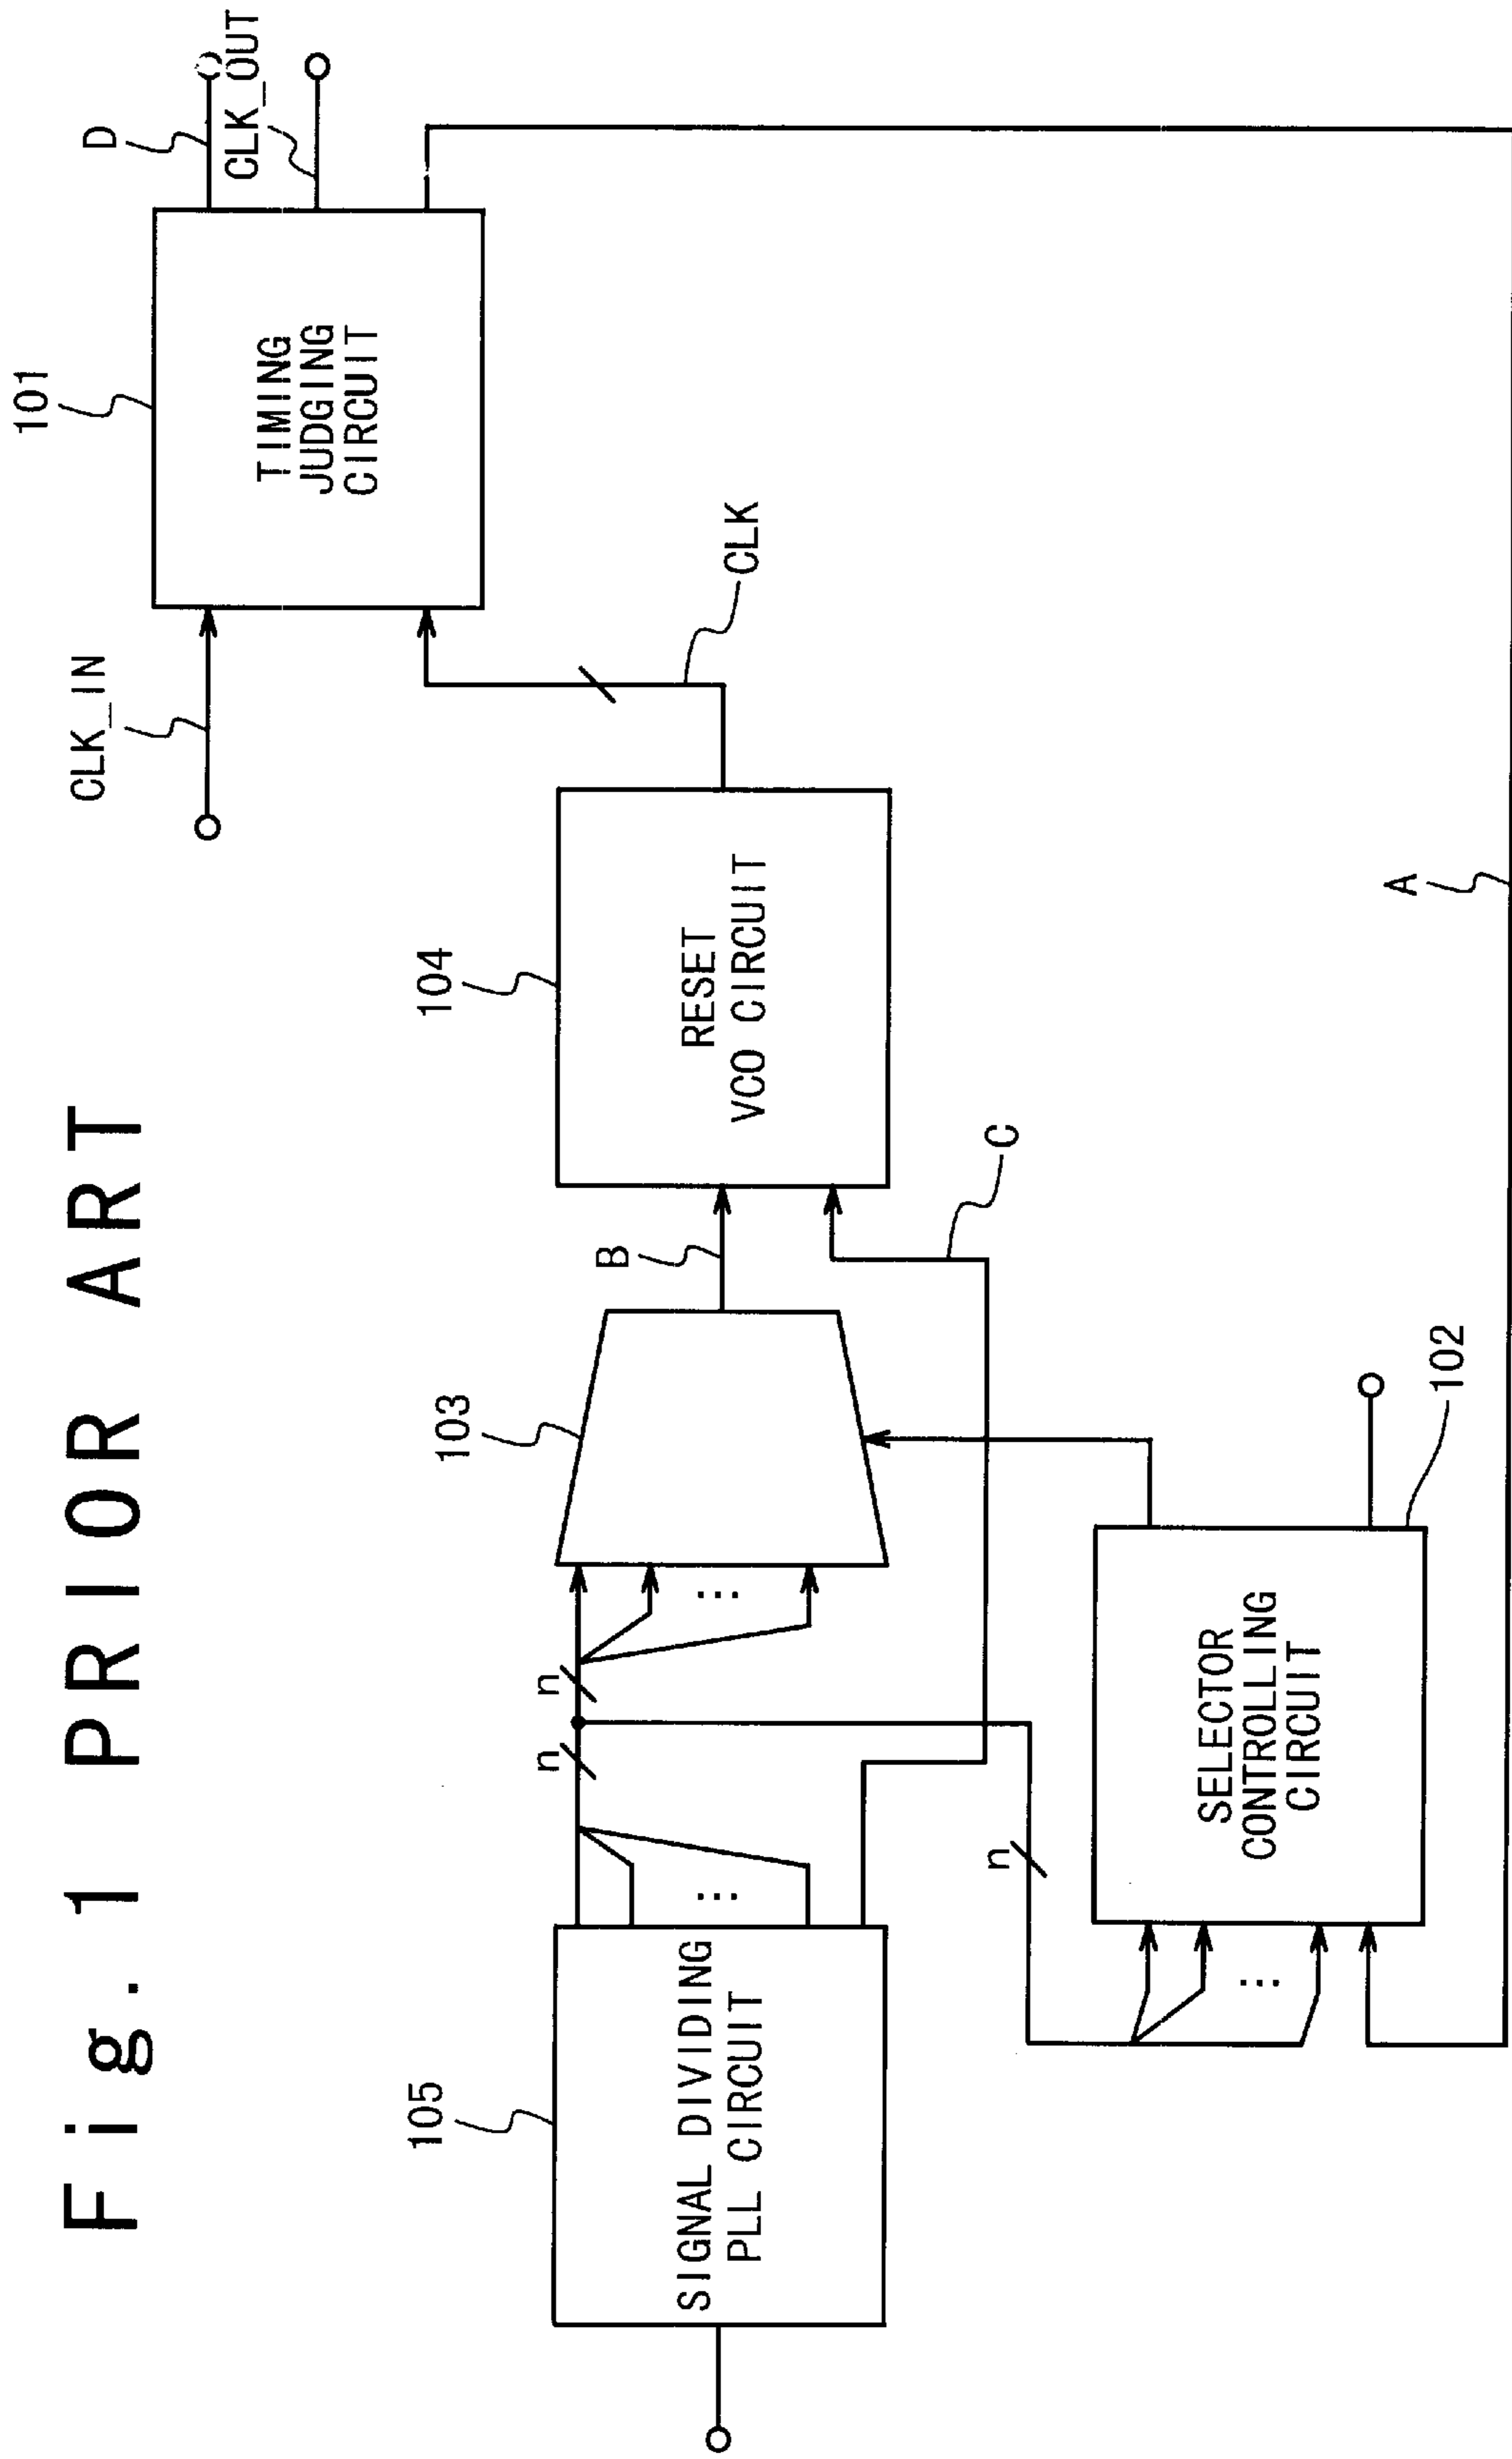 Fig. 1 PRIOR ART
105
SIGNAL DIVIDING
PLL CIRCUIT
n
n
n
103
B
C
104
RESET
VCO CIRCUIT
CLK
CLK_IN
101
TIMING
JUDGING
CIRCUIT
D
CLK_OUT
SELECTOR
CONTROLLING
CIRCUIT
102
A